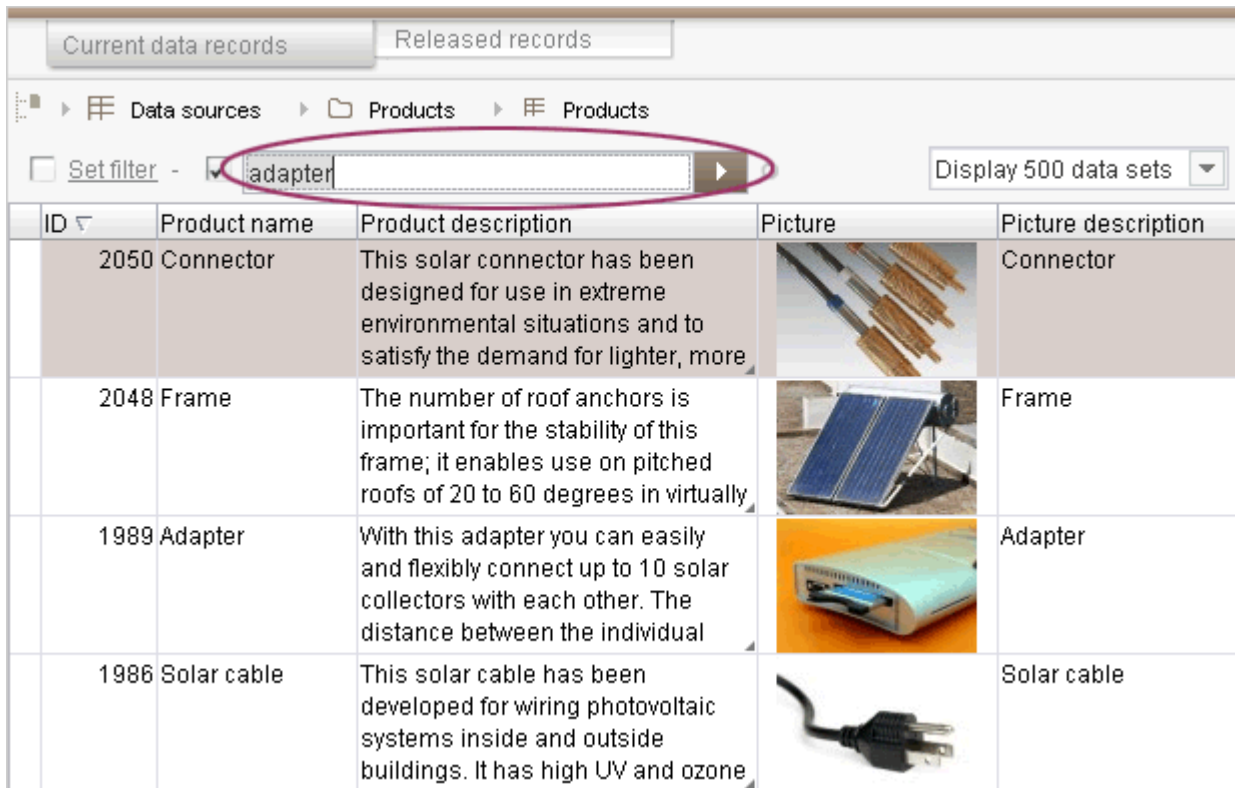 Current data records
Released records
Data sources Products Products
Set filter - adapter Display 500 data sets
ID Product name Product description Picture Picture description
2050 Connector This solar connector has been Connector
designed for use in extreme
environmental situations and to
satisfy the demand for lighter, more
2048 Frame The number of roof anchors is Frame
important for the stability of this
frame; it enables use on pitched
roofs of 20 to 60 degrees in virtually
1989 Adapter With this adapter you can easily Adapter
and flexibly connect up to 10 solar
collectors with each other. The
distance between the individual
1986 Solar cable This solar cable has been Solar cable
developed for wiring photovoltaic
systems inside and outside
buildings. It has high UV and ozone